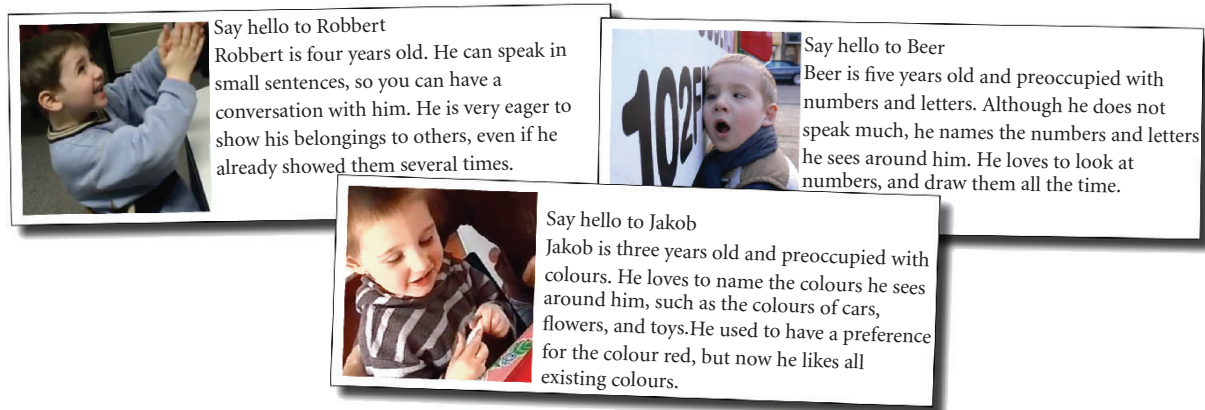 Say hello to Robbert
Robbert is four years old. He can speak in
small sentences, so you can have a
conversation with him. He is very eager to
show his belongings to others, even if he
already showed them several times.
102F
Say hello to Beer
Beer is five years old and preoccupied with
numbers and letters. Although he does not
speak much, he names the numbers and letters
he sees around him. He loves to look at
numbers, and draw them all the time.
Say hello to Jakob
Jakob is three years old and preoccupied with
colours. He loves to name the colours he sees
around him, such as the colours of cars,
flowers, and toys.He used to have a preference
for the colour red, but now he likes all
existing colours.